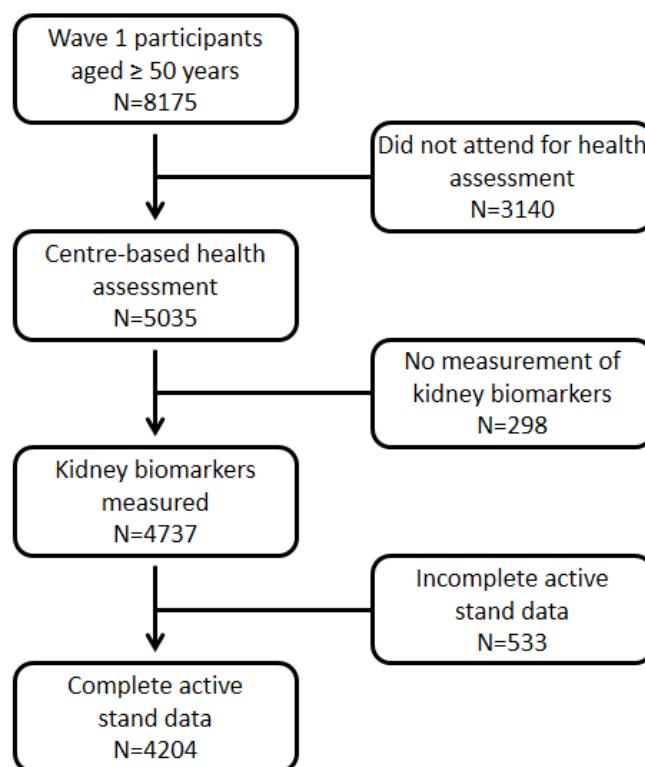 Wave 1 participants
aged ≥ 50 years
N=8175
Did not attend for health
assessment
N=3140
Centre-based health
assessment
N=5035
No measurement of
kidney biomarkers
N=298
Kidney biomarkers
measured
N=4737
Incomplete active
stand data
N=533
Complete active
stand data
N=4204